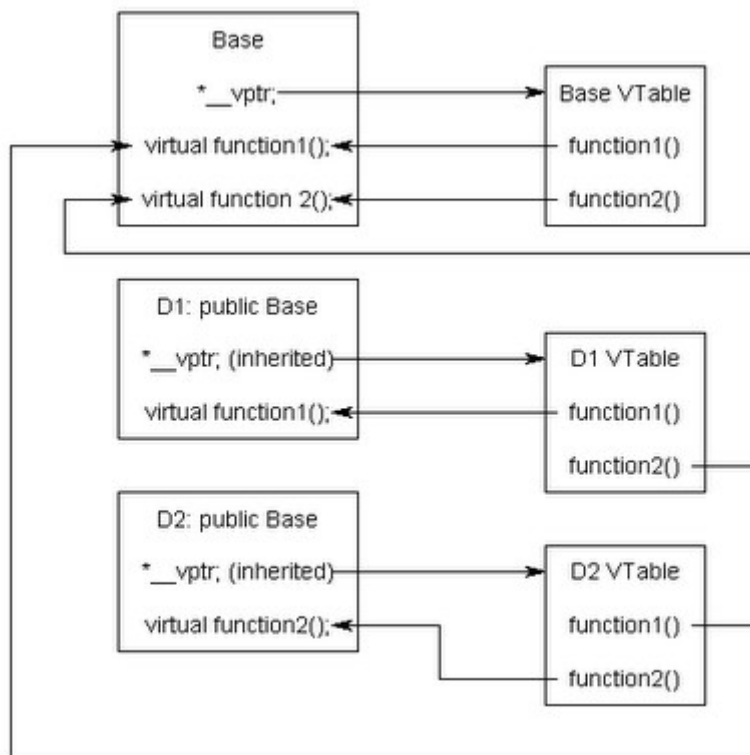 Base
*__vptr;
virtual function1();
virtual function 2();
Base VTable
function1()
function2()
D1: public Base
*__vptr; (inherited)
virtual function1();
D1 VTable
function1()
function2()
D2: public Base
*__vptr; (inherited)
virtual function2();
D2 VTable
function1()
function2()